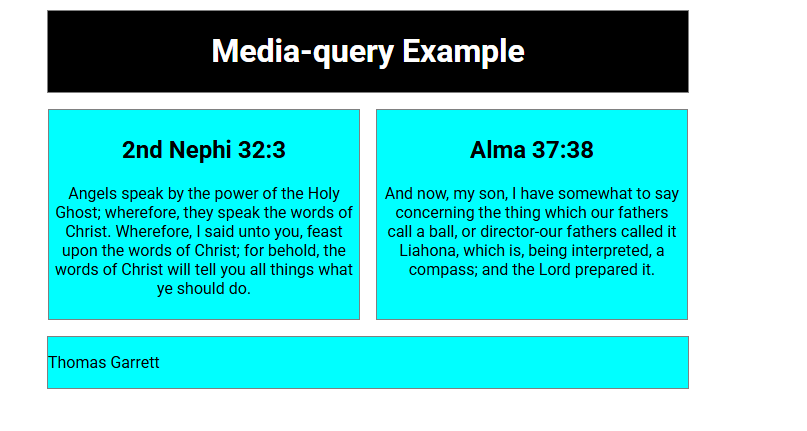 Media-query Example
2nd Nephi 32:3
Angels speak by the power of the Holy
Ghost; wherefore, they speak the words of
Christ. Wherefore, I said unto you, feast
upon the words of Christ; for behold, the
words of Christ will tell you all things what
ye should do.
Alma 37:38
And now, my son, I have somewhat to say
concerning the thing which our fathers
call a ball, or director-our fathers called it
Liahona, which is, being interpreted, a
compass; and the Lord prepared it.
Thomas Garrett